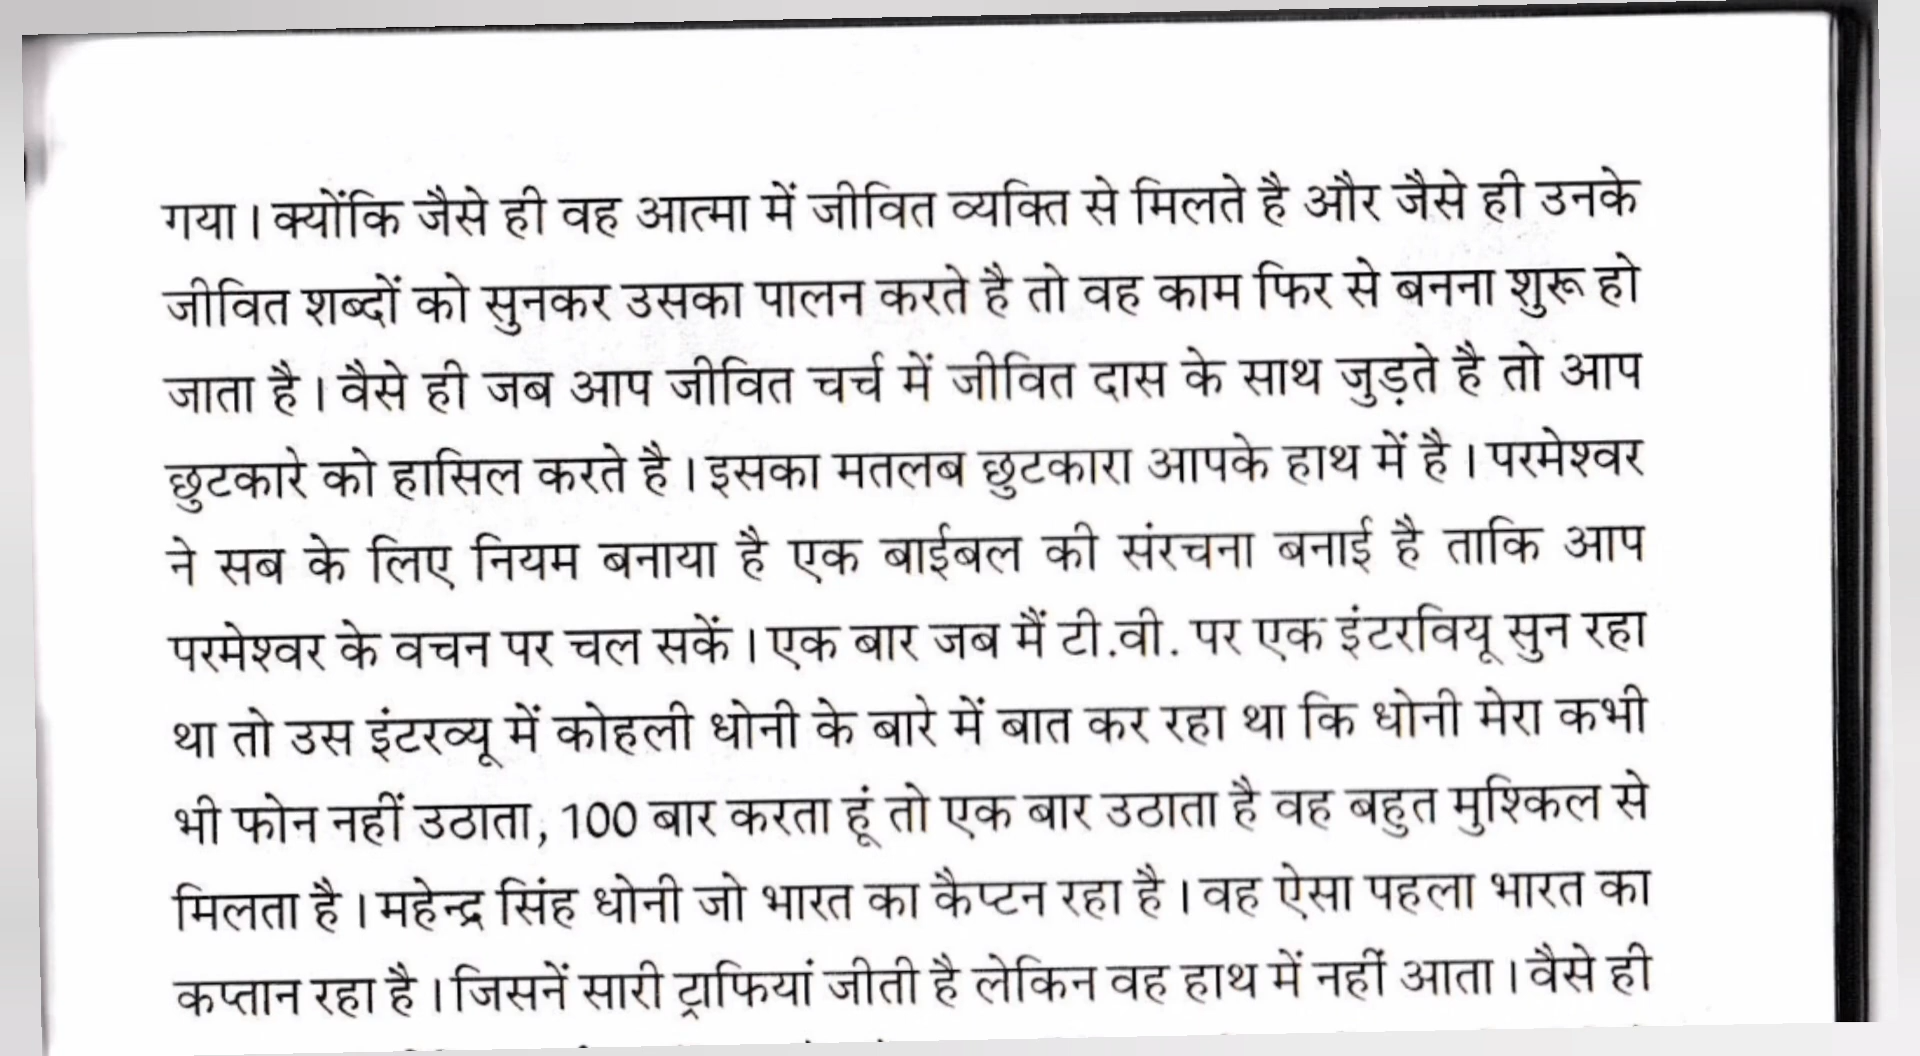 गया। क्योंकि जैसे ही वह आत्मा में जीवित व्यक्ति से मिलते है और जैसे ही उनके
जीवित शब्दों को सुनकर उसका पालन करते है तो वह काम फिर से बनना शुरू हो
जाता है। वैसे ही जब आप जीवित चर्च में जीवित दास के साथ जुड़ते है तो आप
छुटकारे को हासिल करते है। इसका मतलब छुटकारा आपके हाथ में है। परमेश्वर
ने सब के लिए नियम बनाया है एक बाईबल की संरचना बनाई है ताकि आप
परमेश्वर के वचन पर चल सकें। एक बार जब मैं टी.वी. पर एक इंटरवियू सुन रहा
था तो उस इंटरव्यू में कोहली धोनी के बारे में बात कर रहा था कि धोनी मेरा कभी
भी फोन नहीं उठाता, 100 बार करता हूं तो एक बार उठाता है वह बहुत मुश्किल से
मिलता है। महेन्द्र सिंह धोनी जो भारत का कैप्टन रहा है। वह ऐसा पहला भारत का
कप्तान रहा है। जिसनें सारी ट्राफियां जीती है लेकिन वह हाथ में नहीं आता। वैसे ही